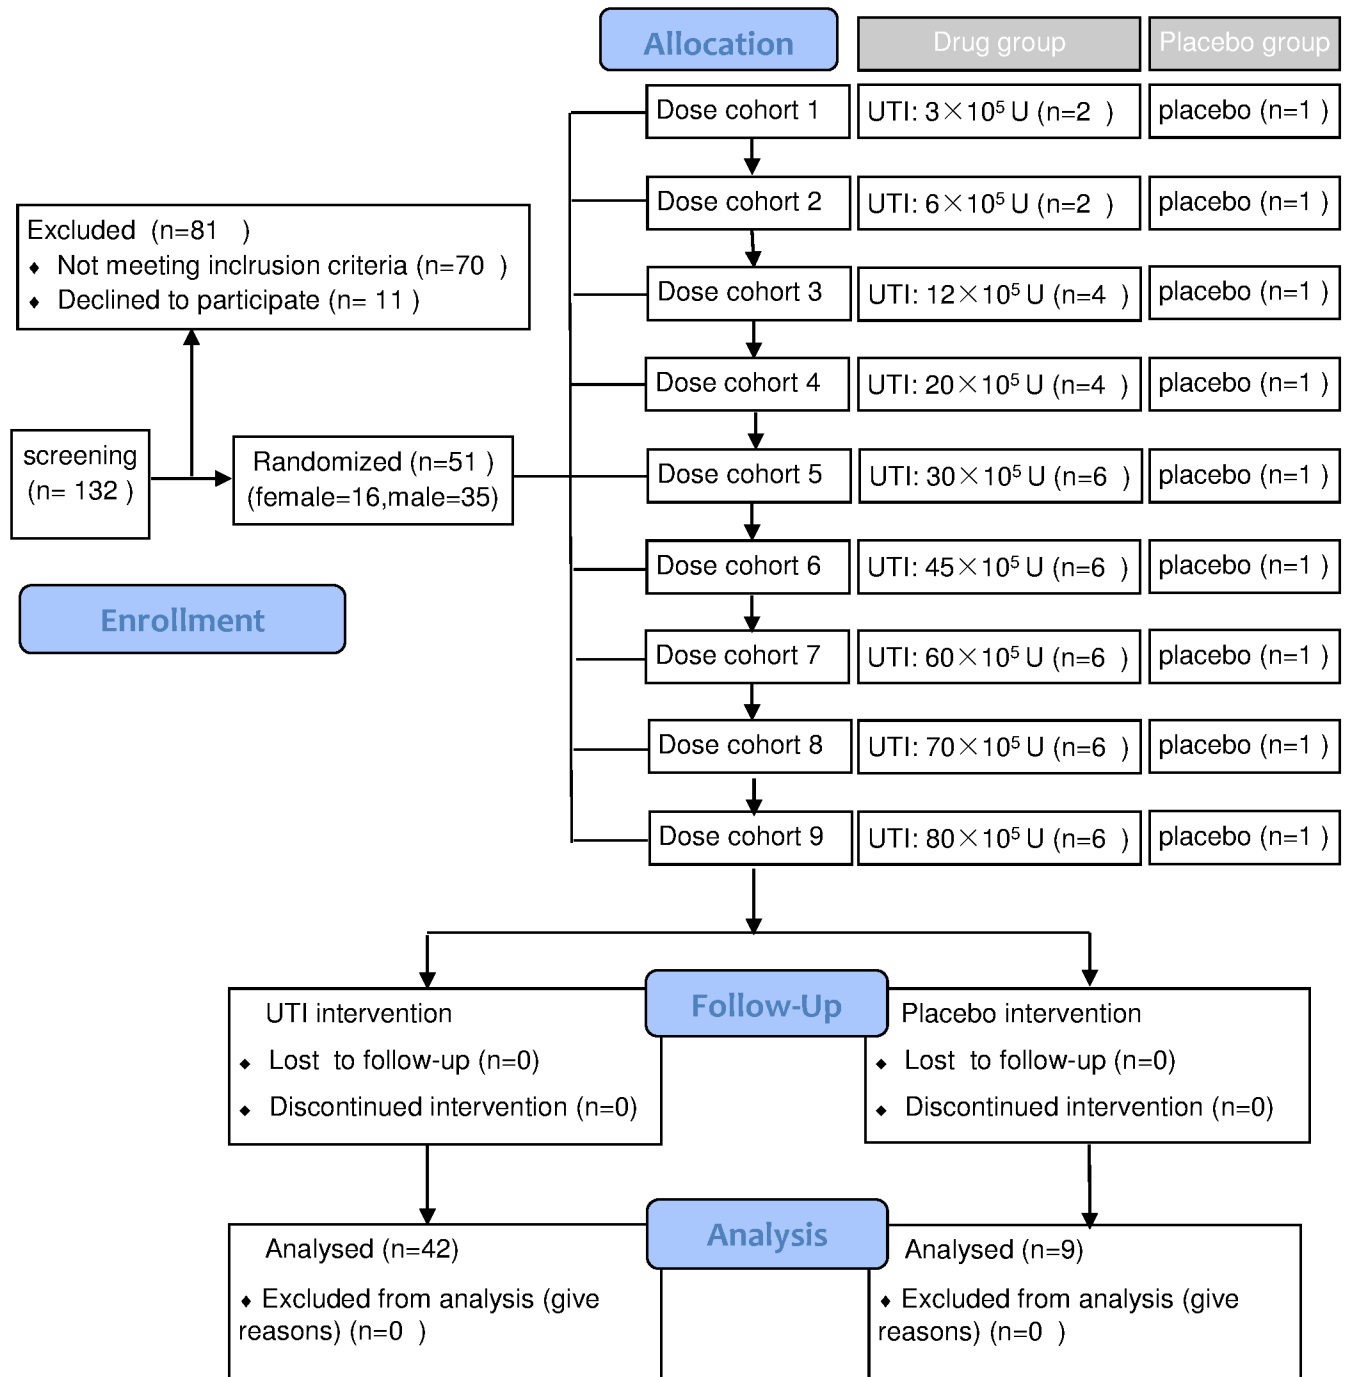 Allocation
Drug group
Placebo group
Dose cohort 1
UTI: 3×10⁵ U (n=2 )
placebo (n=1 )
Dose cohort 2
UTI: 6×10⁵ U (n=2 )
placebo (n=1 )
Excluded (n=81 )
♦ Not meeting inclrusion criteria (n=70 )
♦ Declined to participate (n= 11 )
Dose cohort 3
UTI: 12×10⁵ U (n=4 )
placebo (n=1 )
Dose cohort 4
UTI: 20×10⁵ U (n=4 )
placebo (n=1 )
screening
(n= 132 )
Randomized (n=51 )
(female=16,male=35)
Dose cohort 5
UTI: 30×10⁵ U (n=6 )
placebo (n=1 )
Dose cohort 6
UTI: 45×10⁵ U (n=6 )
placebo (n=1 )
Enrollment
Dose cohort 7
UTI: 60×10⁵ U (n=6 )
placebo (n=1 )
Dose cohort 8
UTI: 70×10⁵ U (n=6 )
placebo (n=1 )
Dose cohort 9
UTI: 80×10⁵ U (n=6 )
placebo (n=1 )
Follow-Up
UTI intervention
♦ Lost to follow-up (n=0)
♦ Discontinued intervention (n=0)
Placebo intervention
♦ Lost to follow-up (n=0)
♦ Discontinued intervention (n=0)
Analysis
Analysed (n=42)
♦ Excluded from analysis (give
reasons) (n=0 )
Analysed (n=9)
♦ Excluded from analysis (give
reasons) (n=0 )